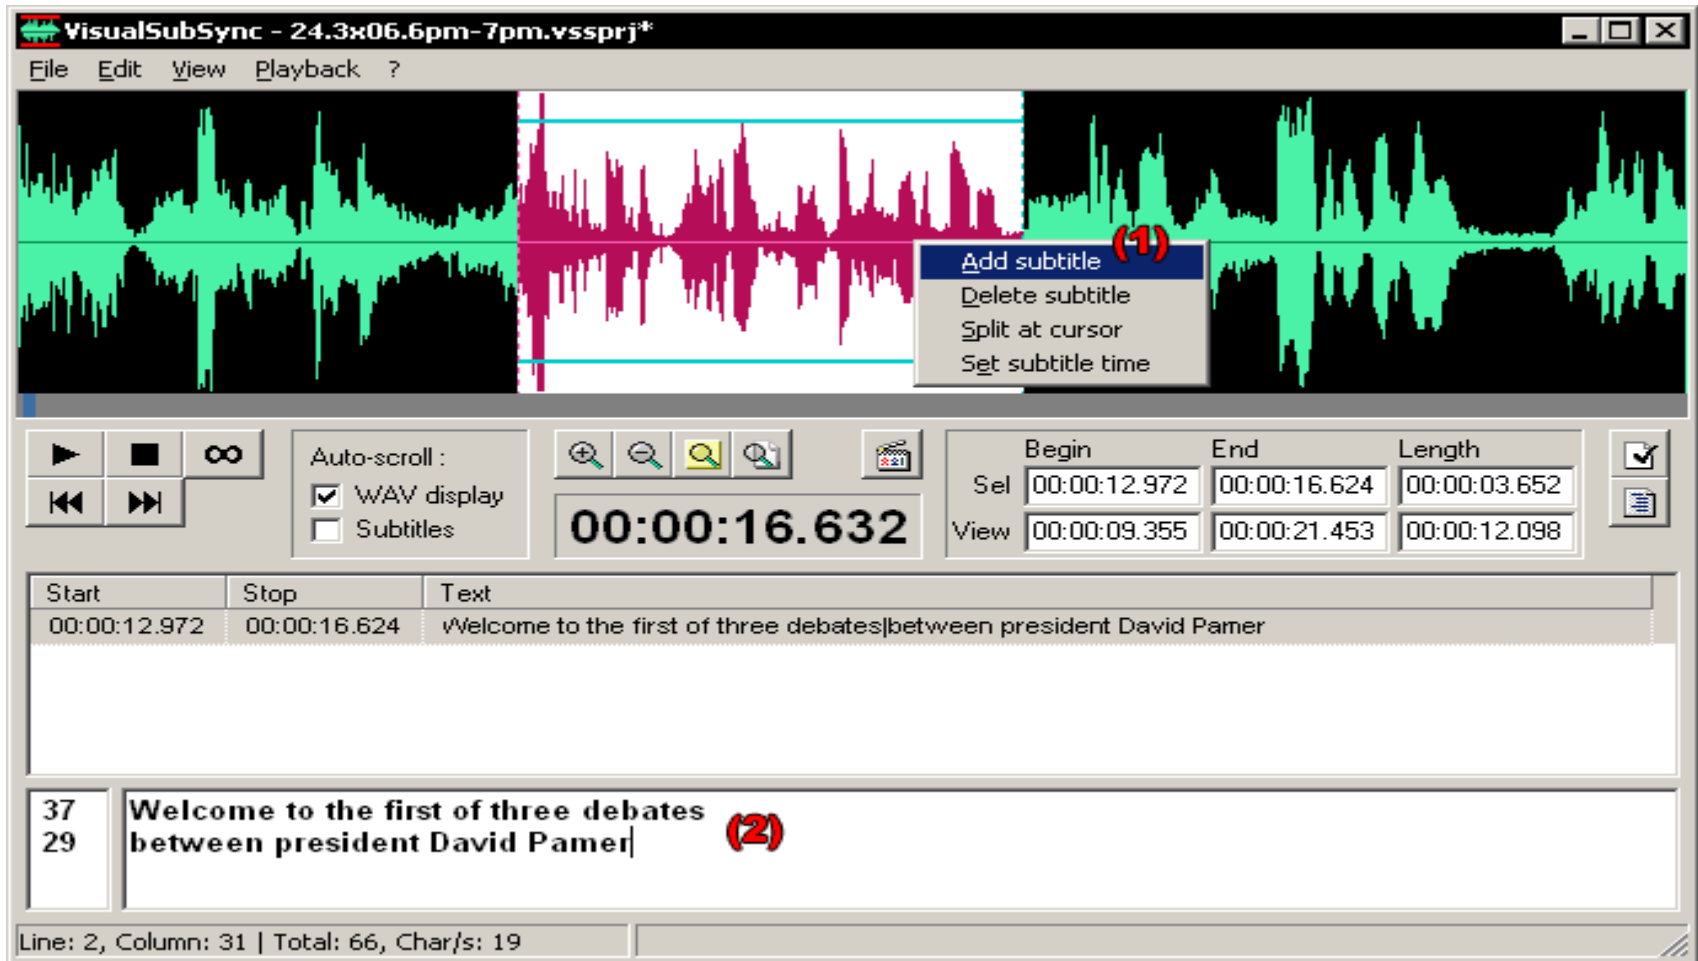 VisualSubSync - 24.3x06.6pm-7pm.vssprj*
File Edit View Playback ?
(1)
Add subtitle
Delete subtitle
Split at cursor
Set subtitle time
Auto-scroll :
WAV display
Subtitles
00:00:16.632
Begin End Length
Sel 00:00:12.972 00:00:16.624 00:00:03.652
View 00:00:09.355 00:00:21.453 00:00:12.098
Start Stop Text
00:00:12.972 00:00:16.624 Welcome to the first of three debates|between president David Pamer
37 Welcome to the first of three debates
29 between president David Pamer
(2)
Line: 2, Column: 31 | Total: 66, Char/s: 19